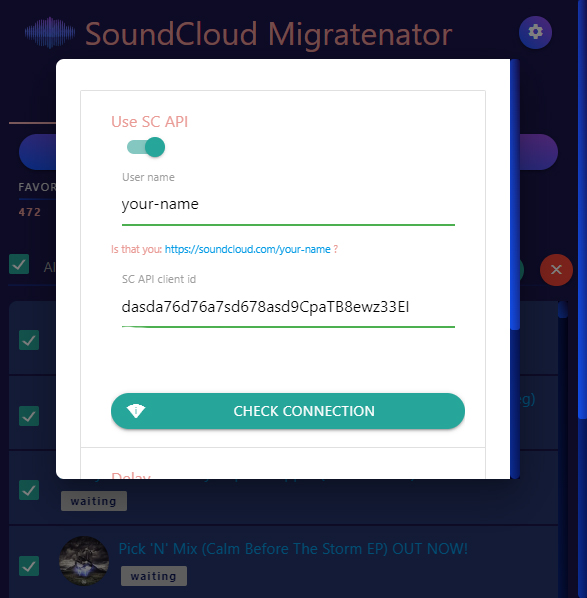 SoundCloud Migratenator
Use SC API
User name
your-name
Is that you: https://soundcloud.com/your-name ?
SC API client id
dasda76d76a7sd678asd9CpaTB8ewz33EI
CHECK CONNECTION
Delay
FAVOR
472
Al
eg)
waiting
Pick 'N' Mix (Calm Before The Storm EP) OUT NOW!
waiting